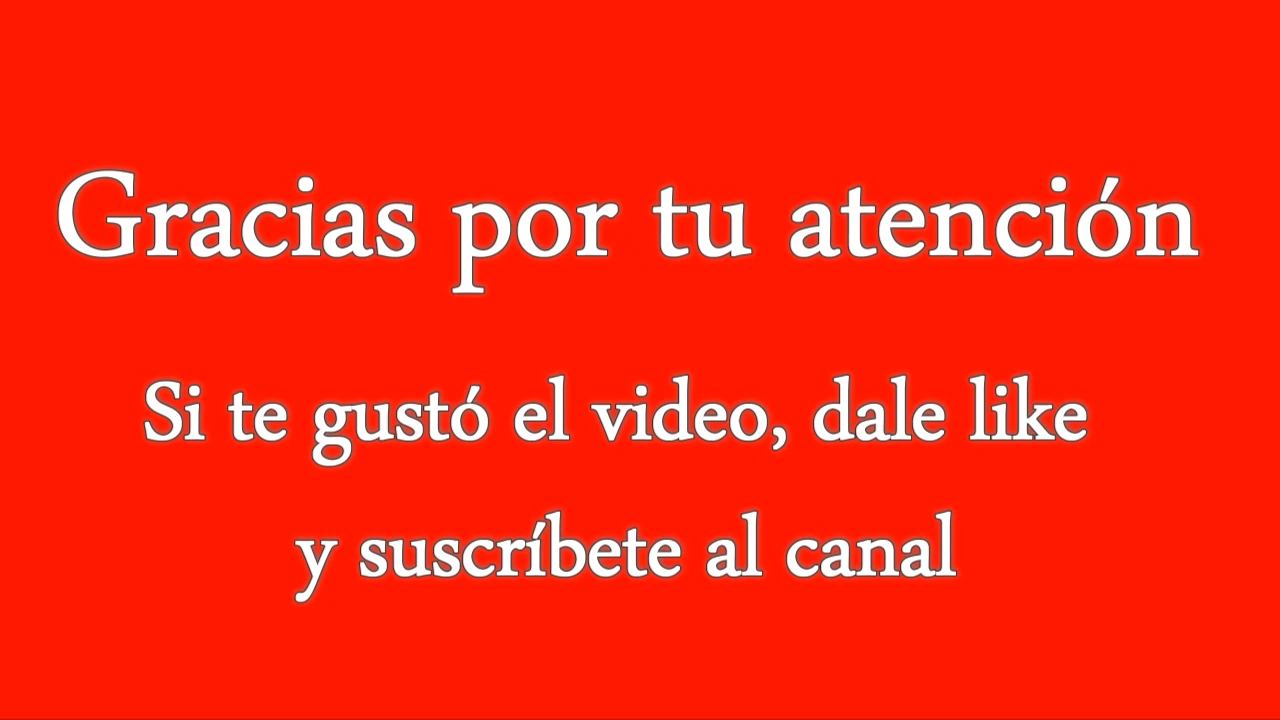 Gracias por tu atención
Si te gustó el video, dale like
y suscríbete al canal